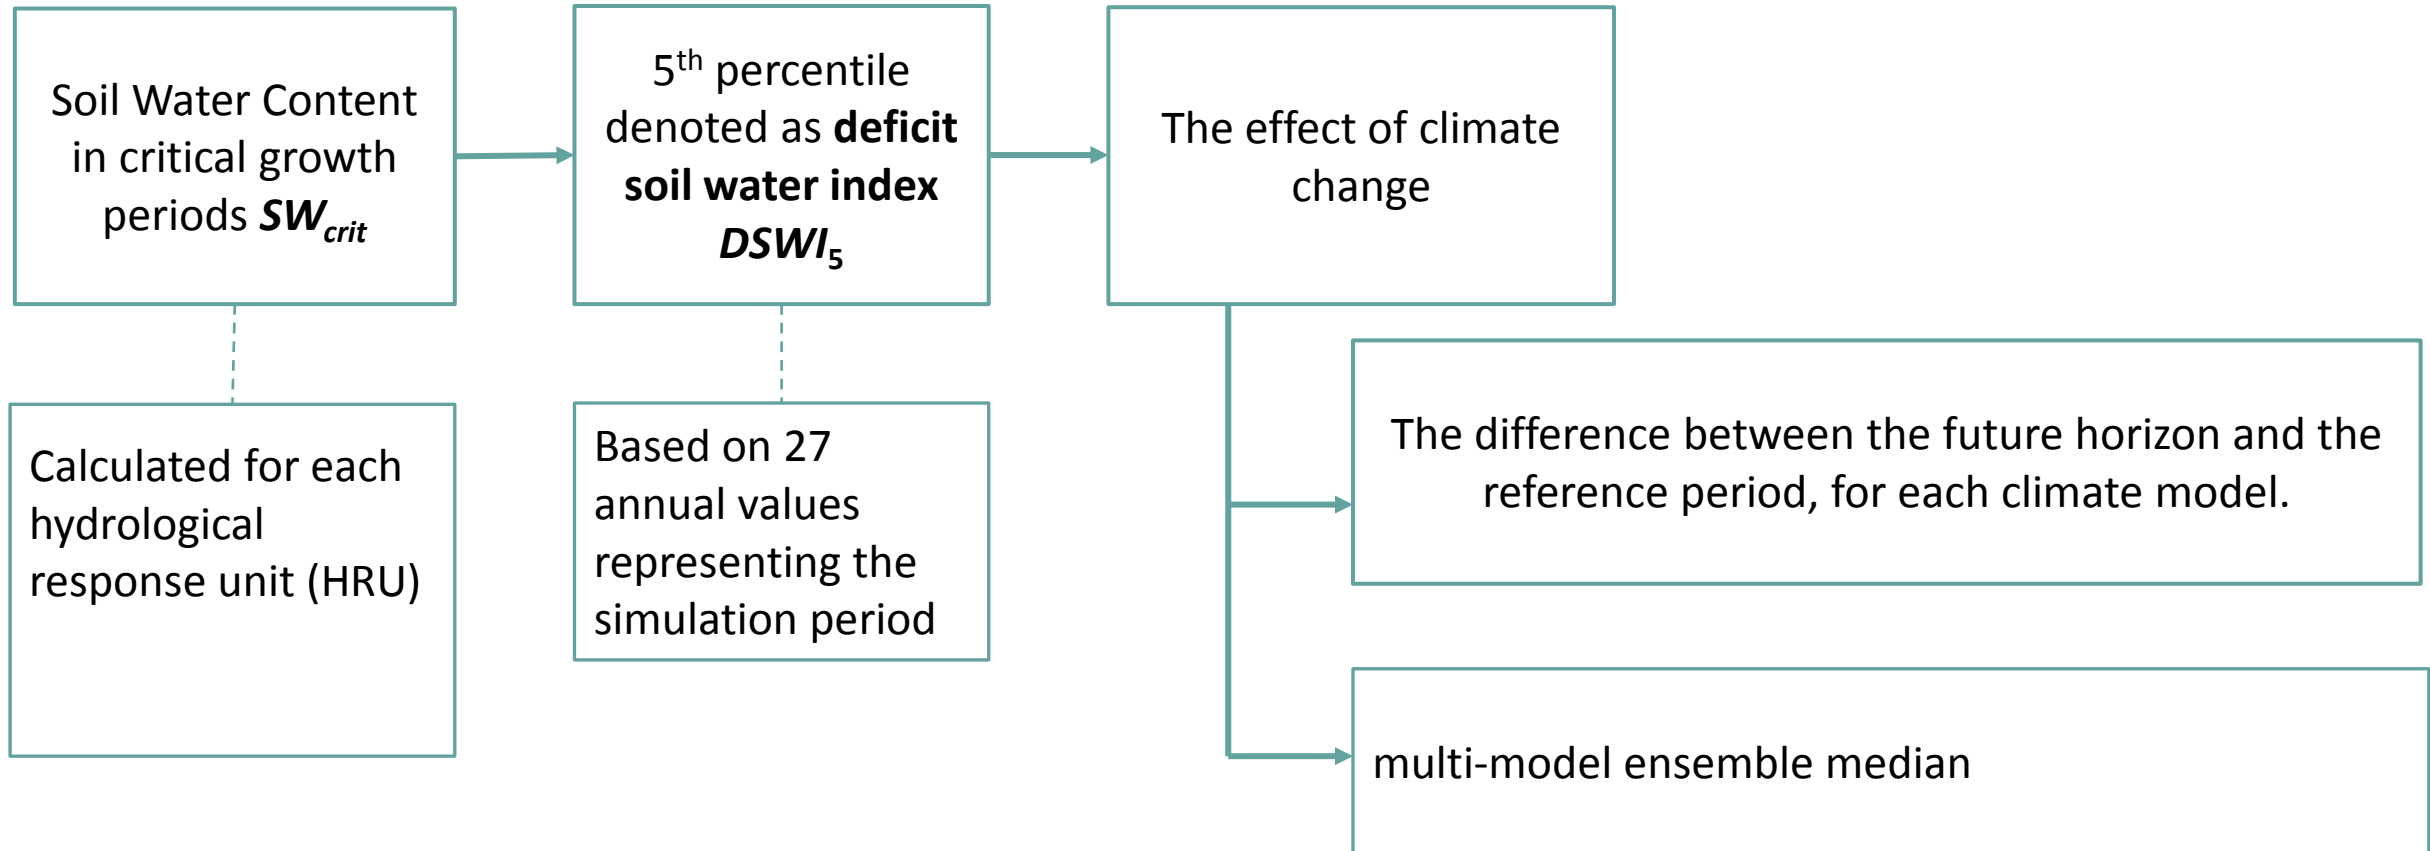 Soil Water Content
in critical growth
periods SWcrit
5th percentile
denoted as deficit
soil water index
DSWI5
The effect of climate
change
Calculated for each
hydrological
response unit (HRU)
Based on 27
annual values
representing the
simulation period
The difference between the future horizon and the
reference period, for each climate model.
multi-model ensemble median